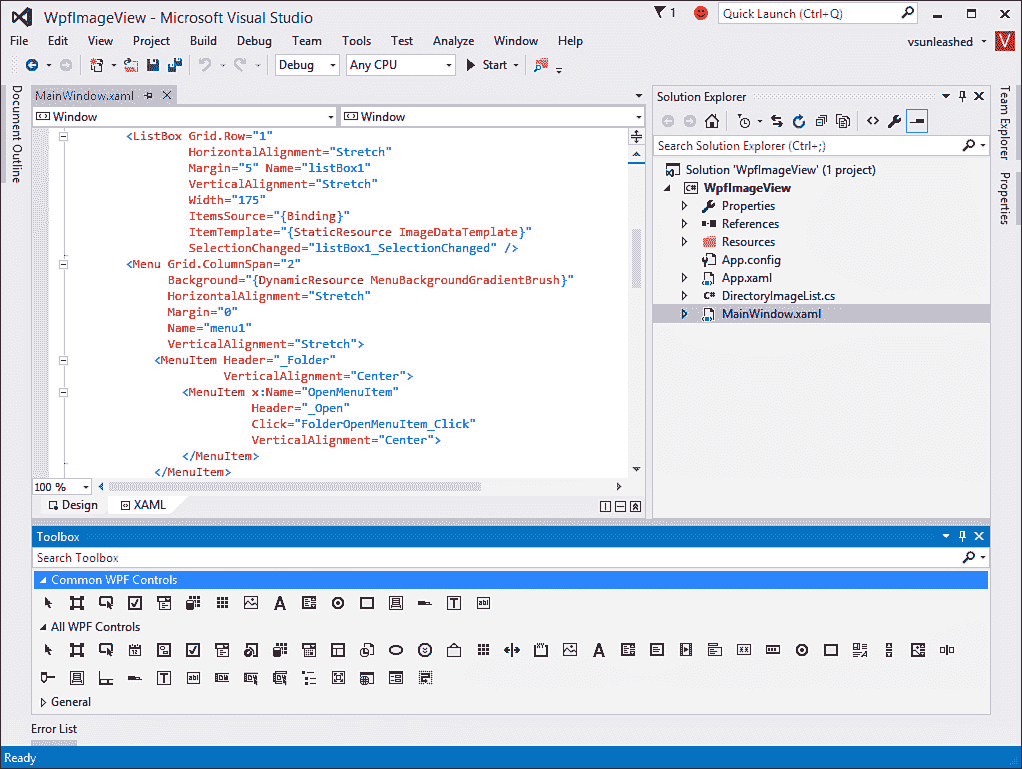 WpfImageView - Microsoft Visual Studio
1
Quick Launch (Ctrl+Q)
File Edit View Project Build Debug Team Tools Test Analyze Window Help
vsunleashed
V
Debug
Any CPU
Start
Document Outline
MainWindow.xaml
Window
Window
<ListBox Grid.Row="1"
HorizontalAlignment="Stretch"
Margin="5" Name="listBox1"
VerticalAlignment="Stretch"
Width="175"
ItemsSource="{Binding}"
ItemTemplate="{StaticResource ImageDataTemplate}"
SelectionChanged="listBox1_SelectionChanged" />
<Menu Grid.ColumnSpan="2"
Background="{DynamicResource MenuBackgroundGradientBrush}"
HorizontalAlignment="Stretch"
Margin="0"
Name="menu1"
VerticalAlignment="Stretch">
<MenuItem Header="_Folder"
VerticalAlignment="Center">
<MenuItem x:Name="OpenMenuItem"
Header="_Open"
Click="FolderOpenMenuItem_Click"
VerticalAlignment="Center">
</MenuItem>
</MenuItem>
100 %
Design
XAML
Solution Explorer
Search Solution Explorer (Ctrl+;)
Solution 'WpfImageView' (1 project)
C# WpfImageView
Properties
References
Resources
App.config
App.xaml
C# DirectoryImageList.cs
MainWindow.xaml
Team Explorer
Properties
Toolbox
Search Toolbox
Common WPF Controls
All WPF Controls
General
Error List
Ready